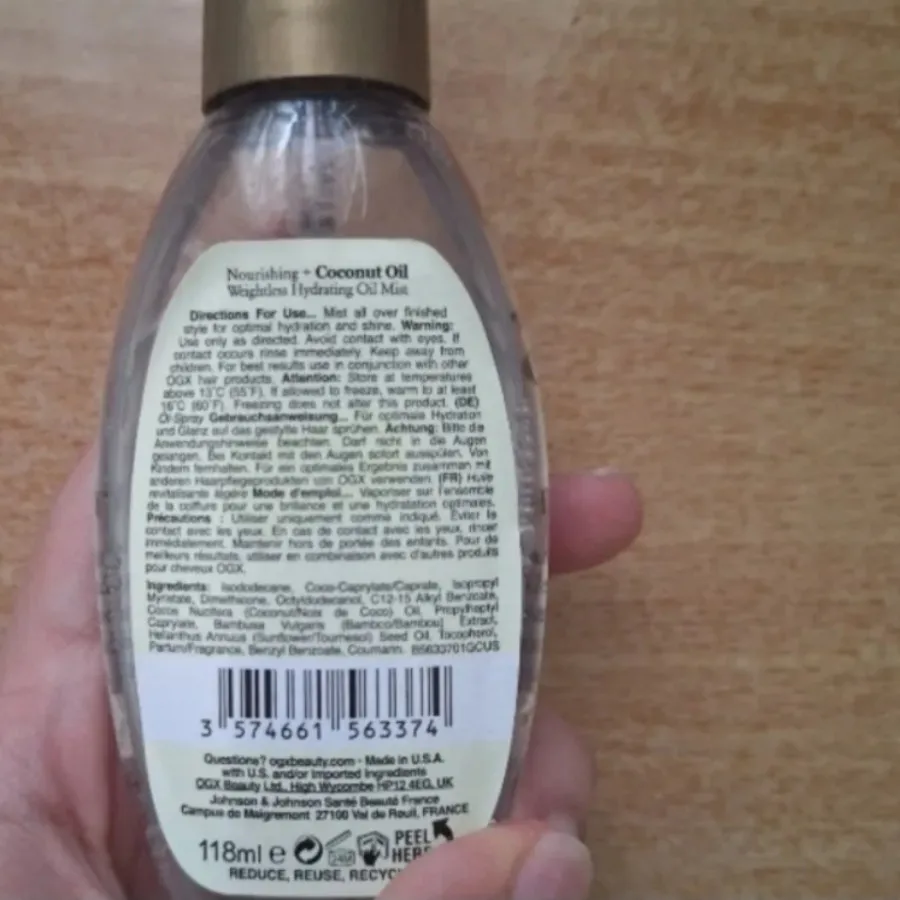 Nourishing + Coconut Oil
Weightless Hydrating Oil Mist
Directions For Use... Mist all over finished
style for optimal hydration and shine. Warning:
Use only as directed. Avoid contact with eyes. If
contact occurs rinse immediately. Keep away from
children. For best results use in conjunction with other
OGX hair products. Attention: Store at temperatures
above 13°C (55°F). If allowed to freeze, warm to at least
16°C (60°F). Freezing does not alter this product. (DE)
Öl-Spray Gebrauchsanweisung... Für optimale Hydration
und Glanz auf das gestylte Haar sprühen. Achtung: Bitte die
Anwendungshinweise beachten. Darf nicht in die Augen
gelangen. Bei Kontakt mit den Augen sofort ausspülen. Von
Kindern fernhalten. Für ein optimales Ergebnis zusammen mit
anderen Haarpflegeprodukten von OGX verwenden. (FR) Huile
revitalisante légère Mode d'emploi... Vaporiser sur l'ensemble
de la coiffure pour une brillance et une hydratation optimales.
Précautions : Utiliser uniquement comme indiqué. Éviter le
contact avec les yeux. En cas de contact avec les yeux, rincer
immédiatement. Maintenir hors de portée des enfants. Pour de
meilleurs résultats, utiliser en combinaison avec d'autres produits
pour cheveux OGX.
Ingredients: Isododecane, Coco-Caprylate/Caprate, Isopropyl
Myristate, Dimethicone, Octyldodecanol, C12-15 Alkyl Benzoate,
Cocos Nucifera (Coconut/Noix de Coco) Oil, Propylheptyl
Caprylate, Bambusa Vulgaris (Bamboo/Bambou) Extract,
Helianthus Annuus (Sunflower/Tournesol) Seed Oil, Tocopherol,
Parfum/Fragrance, Benzyl Benzoate, Coumarin. B5633701GCUS
3 574661 563374
Questions? ogxbeauty.com - Made in U.S.A.
with U.S. and/or Imported Ingredients
OGX Beauty Ltd., High Wycombe HP12 4EG, UK
Johnson & Johnson Santé Beauté France
Campus de Maigremont 27100 Val de Reuil, FRANCE
118ml e 24M PEEL
HERE
REDUCE, REUSE, RECYC